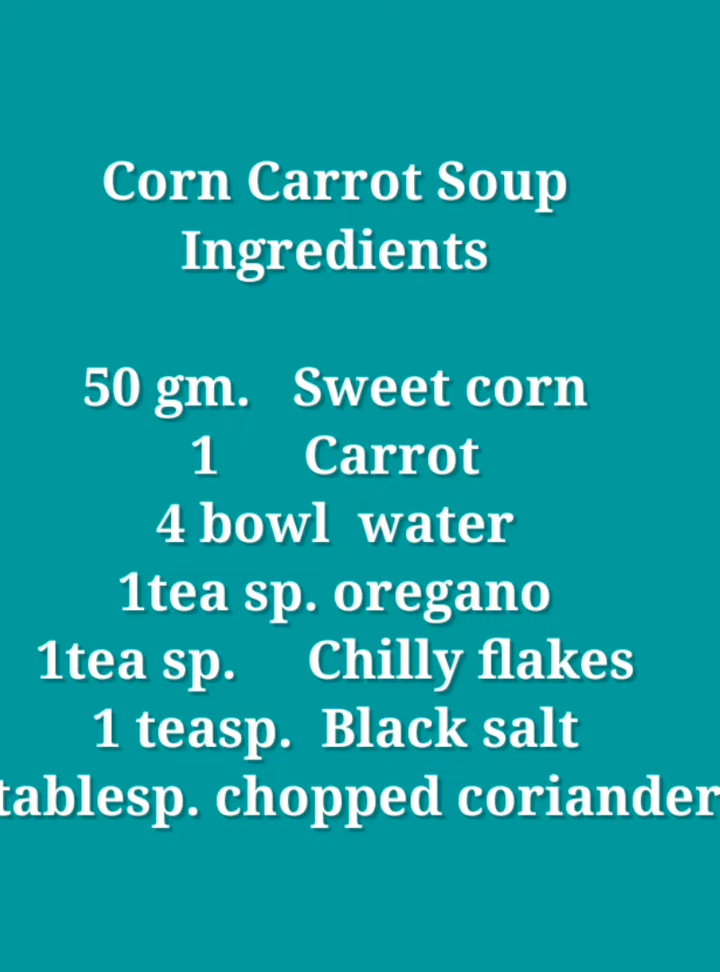 Corn Carrot Soup
Ingredients
50 gm. Sweet corn
1 Carrot
4 bowl water
1tea sp. oregano
1tea sp. Chilly flakes
1 teasp. Black salt
tablesp. chopped coriander